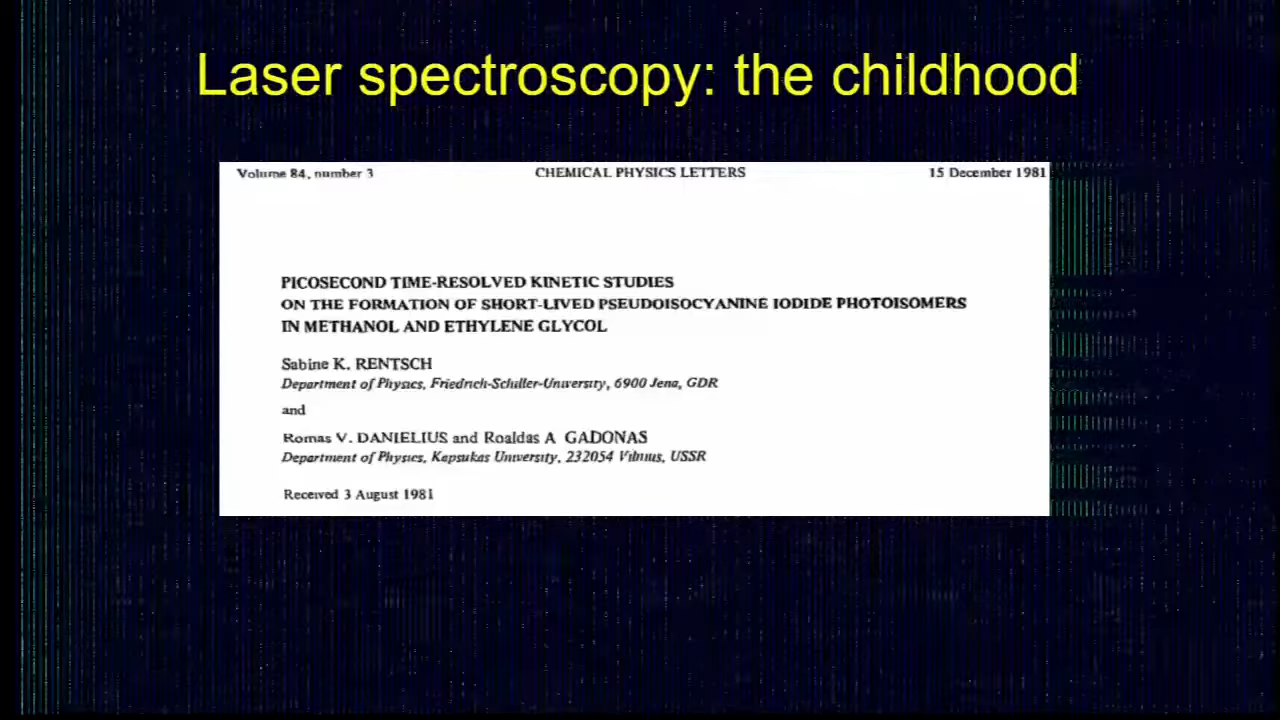 Laser spectroscopy: the childhood
Volume 84, number 3 CHEMICAL PHYSICS LETTERS 15 December 1981
PICOSECOND TIME-RESOLVED KINETIC STUDIES
ON THE FORMATION OF SHORT-LIVED PSEUDOISOCYANINE IODIDE PHOTOISOMERS
IN METHANOL AND ETHYLENE GLYCOL
Sabine K. RENTSCH
Department of Physics, Friedrich-Schiller-University, 6900 Jena, GDR
and
Romas V. DANIELIUS and Roaldas A GADONAS
Department of Physics, Kapsukas University, 232054 Vilnius, USSR
Received 3 August 1981